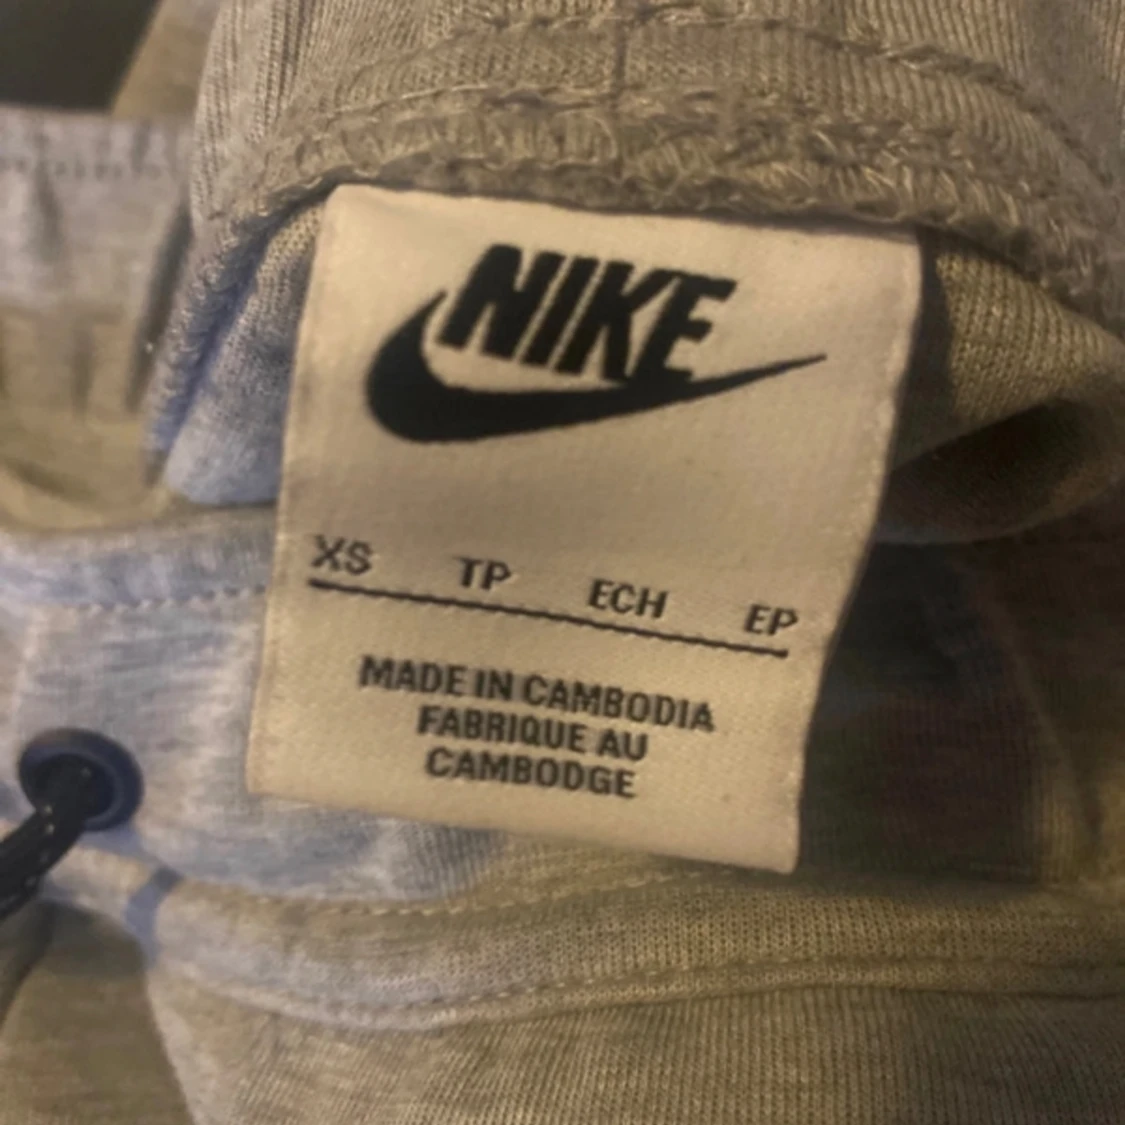 NIKE
XS TP ECH EP
MADE IN CAMBODIA
FABRIQUE AU
CAMBODGE